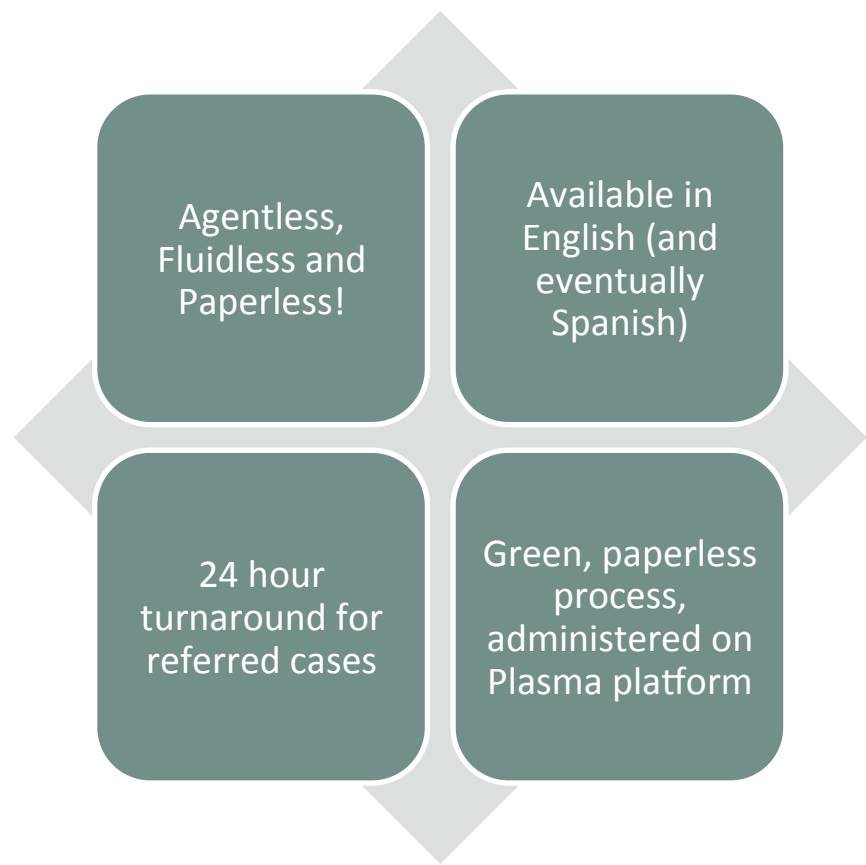 Agentless,
Fluidless and
Paperless!
Available in
English (and
eventually
Spanish)
24 hour
turnaround for
referred cases
Green, paperless
process,
administered on
Plasma platform